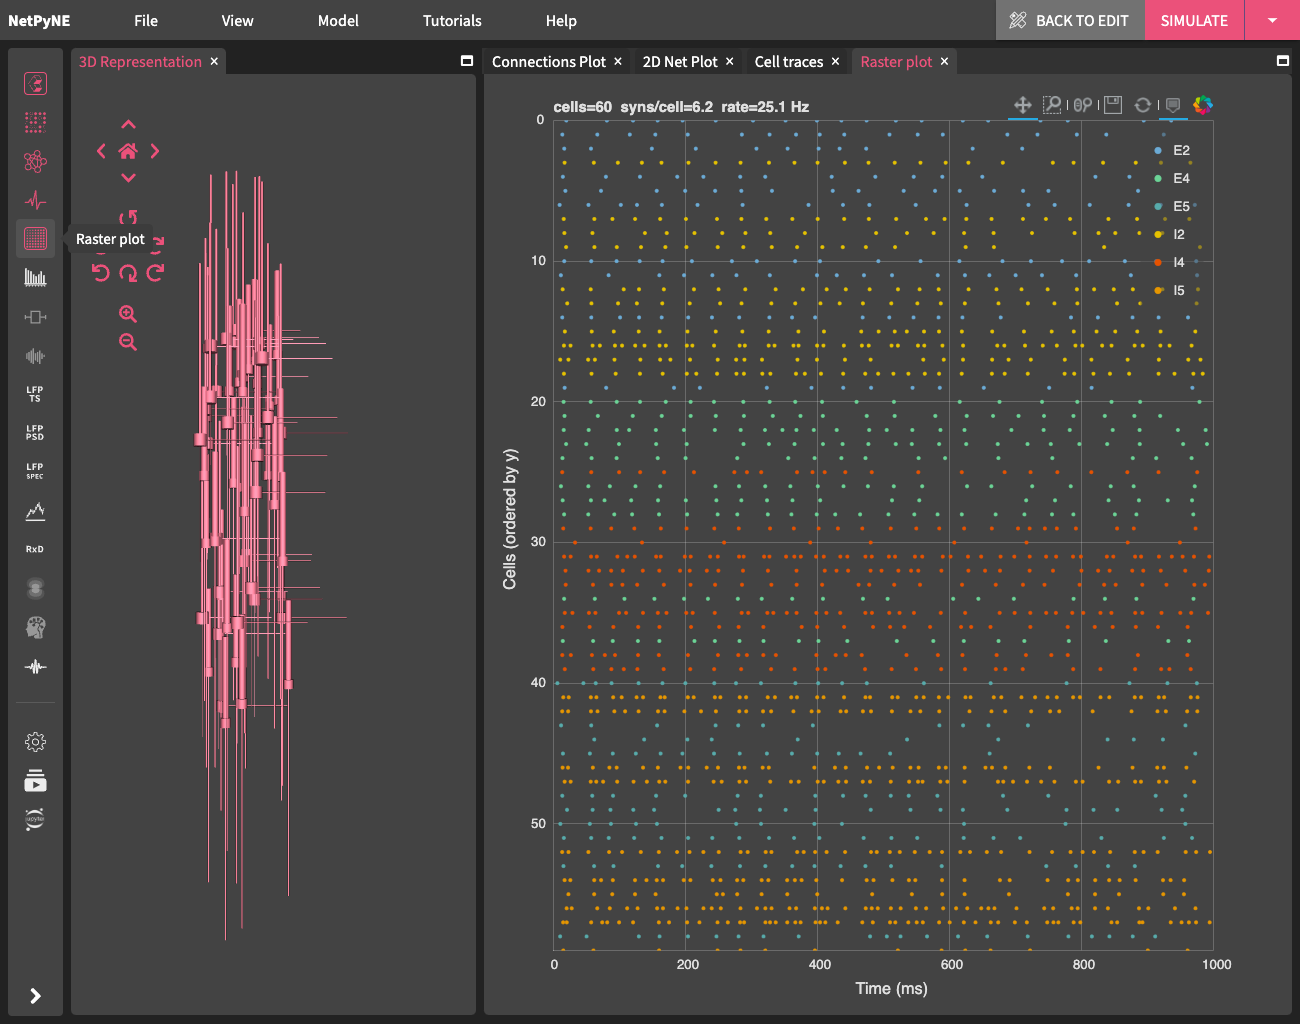 NetPyNE File View Model Tutorials Help BACK TO EDIT SIMULATE
3D Representation × Connections Plot × 2D Net Plot × Cell traces × Raster plot ×
Raster plot
LFP
TS
LFP
PSD
LFP
SPEC
RxD
jupyter
cells=60 syns/cell=6.2 rate=25.1 Hz
E2
E4
E5
I2
I4
I5
0
10
20
30
40
50
Cells (ordered by y)
0 200 400 600 800 1000
Time (ms)